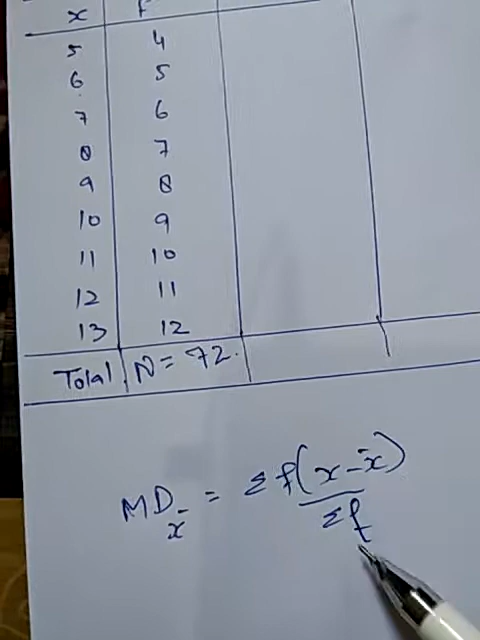 x f
5 4
6 5
7 6
8 7
9 8
10 9
11 10
12 11
13 12
Total N = 72.
MD x̄ = Σf(x-x̄)
Σf